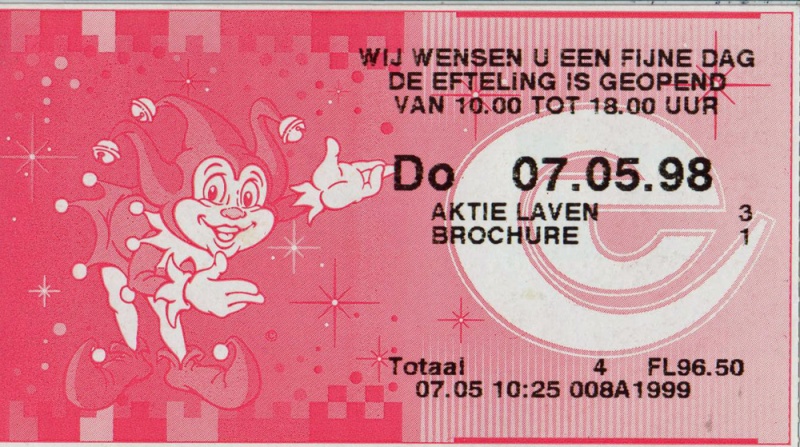 WIJ WENSEN U EEN FIJNE DAG
DE EFTELING IS GEOPEND
VAN 10.00 TOT 18.00 UUR
Do 07.05.98
AKTIE LAVEN 3
BROCHURE 1
Totaal 4 FL96.50
07.05 10:25 008A1999